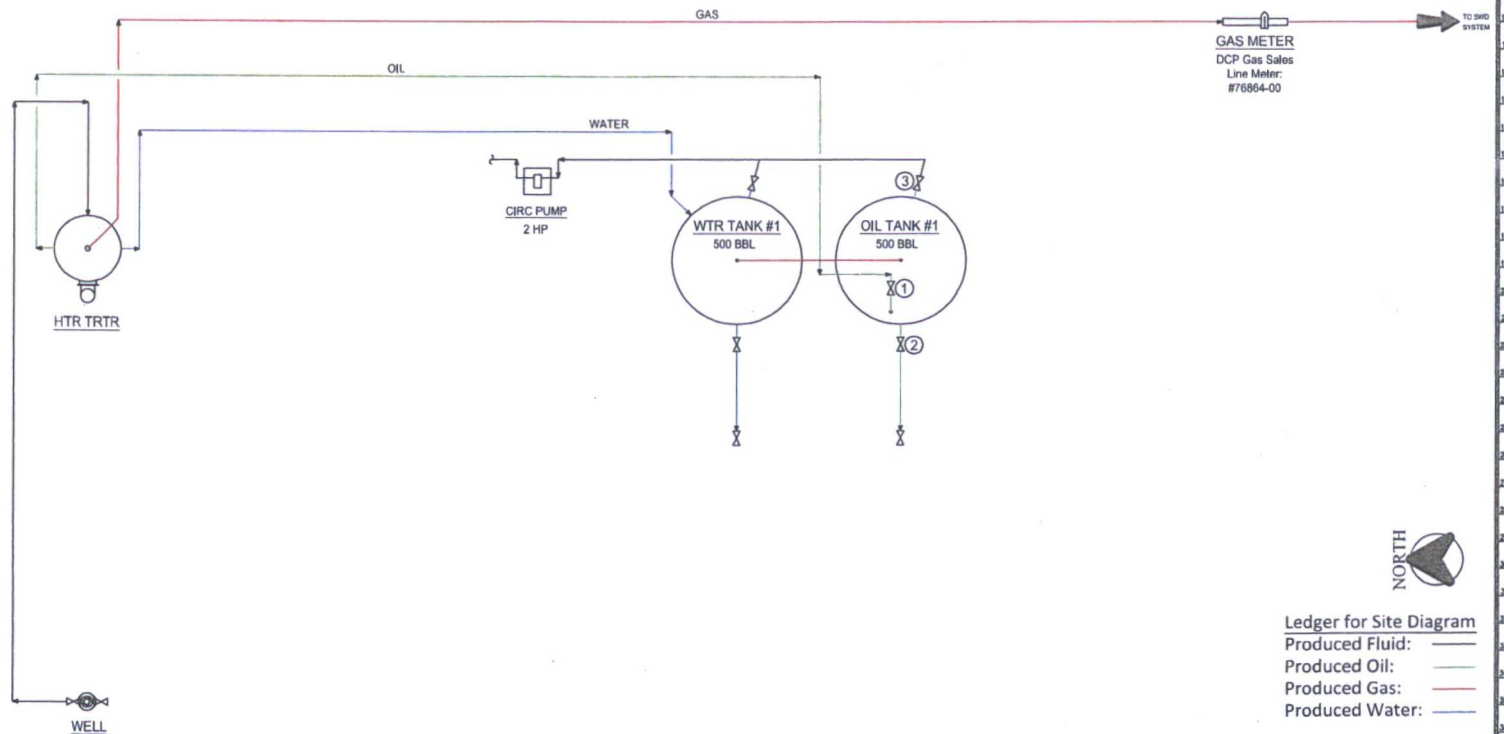 GAS
TO SWD
SYSTEM
GAS METER
DCP Gas Sales
Line Meter:
#76864-00
OIL
WATER
CIRC PUMP
2 HP
3
WTR TANK #1
500 BBL
OIL TANK #1
500 BBL
1
HTR TRTR
2
NORTH
Ledger for Site Diagram
Produced Fluid:
Produced Oil:
Produced Gas:
Produced Water:
WELL